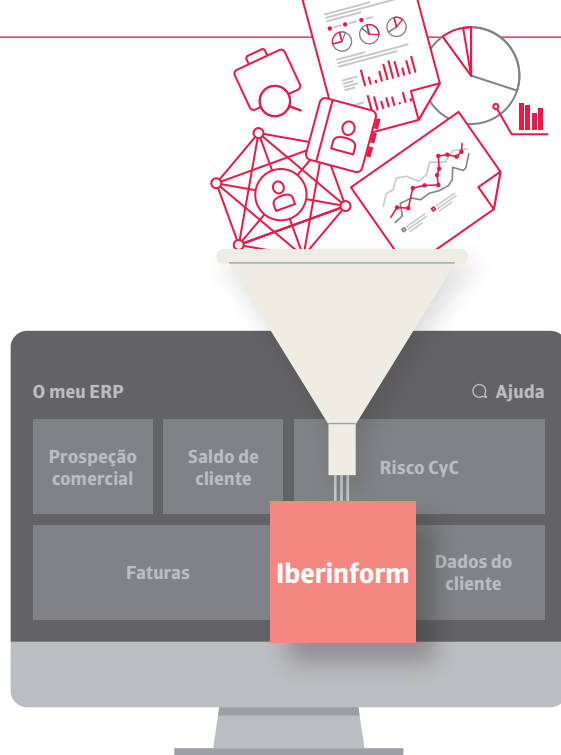 O meu ERP
Ajuda
Prospeção
comercial
Saldo de
cliente
Risco CyC
Faturas
Iberinform
Dados do
cliente